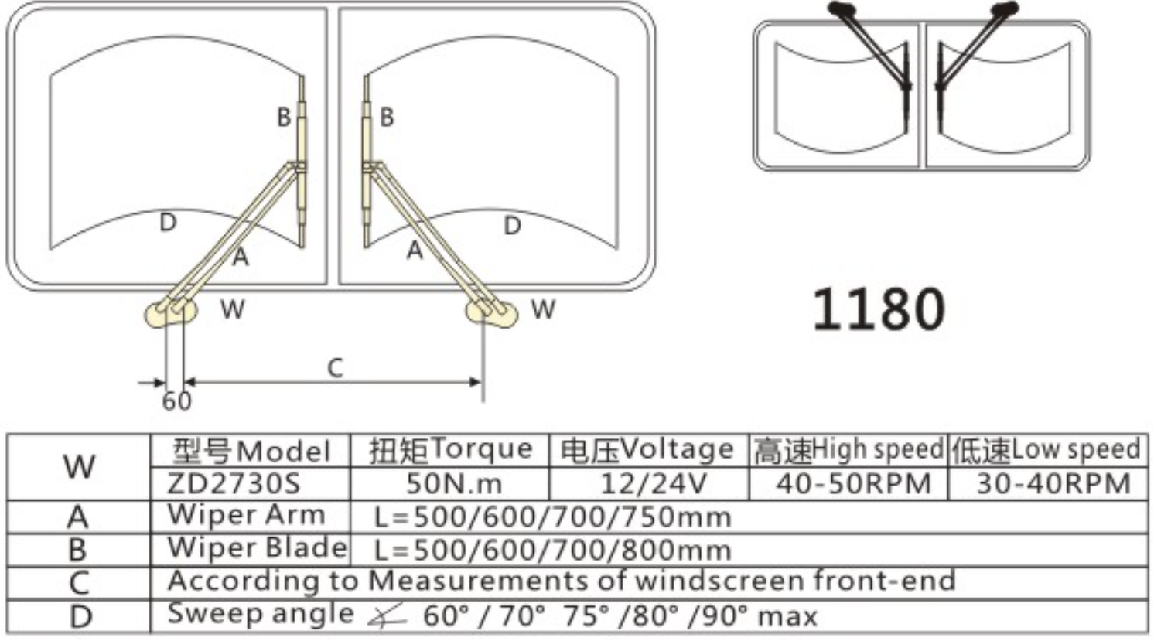 B B
D D
A A
W W
C
60
1180
W 型号Model 扭矩Torque 电压Voltage 高速High speed 低速Low speed
ZD2730S 50N.m 12/24V 40-50RPM 30-40RPM
A Wiper Arm L=500/600/700/750mm
B Wiper Blade L=500/600/700/800mm
C According to Measurements of windscreen front-end
D Sweep angle ∡ 60° / 70° 75° /80° /90° max